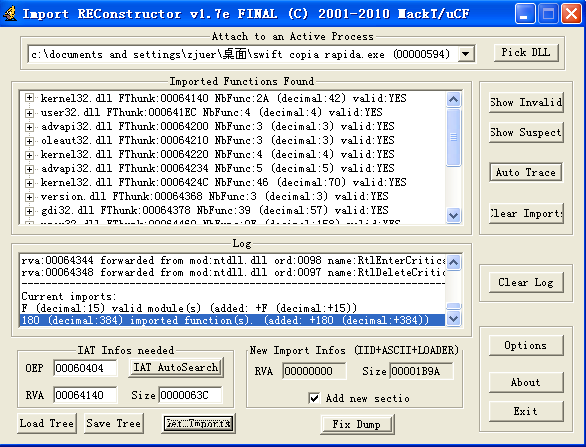 Import REConstructor v1.7e FINAL (C) 2001-2010 MackT/uCF
Attach to an Active Process
c:\documents and settings\zjuer\桌面\swift copia rapida.exe (00000594)
Pick DLL
Imported Functions Found
kernel32.dll FThunk:00064140 NbFunc:2A (decimal:42) valid:YES
user32.dll FThunk:000641EC NbFunc:4 (decimal:4) valid:YES
advapi32.dll FThunk:00064200 NbFunc:3 (decimal:3) valid:YES
oleaut32.dll FThunk:00064210 NbFunc:3 (decimal:3) valid:YES
kernel32.dll FThunk:00064220 NbFunc:4 (decimal:4) valid:YES
advapi32.dll FThunk:00064234 NbFunc:5 (decimal:5) valid:YES
kernel32.dll FThunk:0006424C NbFunc:46 (decimal:70) valid:YES
version.dll FThunk:00064368 NbFunc:3 (decimal:3) valid:YES
gdi32.dll FThunk:00064378 NbFunc:39 (decimal:57) valid:YES
Show Invalid
Show Suspect
Auto Trace
Clear Imports
Log
rva:00064344 forwarded from mod:ntdll.dll ord:0098 name:RtlEnterCritica
rva:00064348 forwarded from mod:ntdll.dll ord:0097 name:RtlDeleteCritic
Current imports:
F (decimal:15) valid module(s) (added: +F (decimal:+15))
180 (decimal:384) imported function(s). (added: +180 (decimal:+384))
Clear Log
IAT Infos needed
OEP 00060404 IAT AutoSearch
RVA 00064140 Size 0000063C
New Import Infos (IID+ASCII+LOADER)
RVA 00000000 Size 00001B9A
Add new sectio
Options
About
Exit
Load Tree Save Tree Get Imports Fix Dump